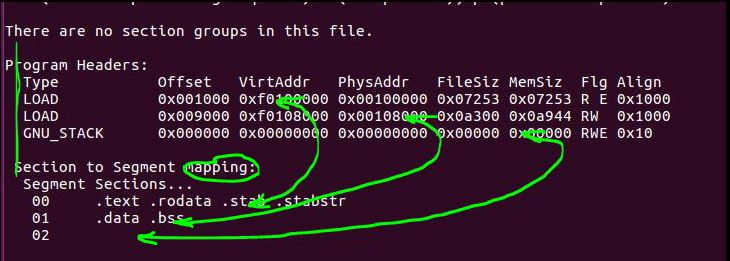 There are no section groups in this file.
Program Headers:
Type Offset VirtAddr PhysAddr FileSiz MemSiz Flg Align
LOAD 0x001000 0xf0100000 0x00100000 0x07253 0x07253 R E 0x1000
LOAD 0x009000 0xf0108000 0x00108000 0x0a300 0x0a944 RW 0x1000
GNU_STACK 0x000000 0x00000000 0x00000000 0x00000 0x00000 RWE 0x10
Section to Segment mapping:
Segment Sections...
00 .text .rodata .stab .stabstr
01 .data .bss
02